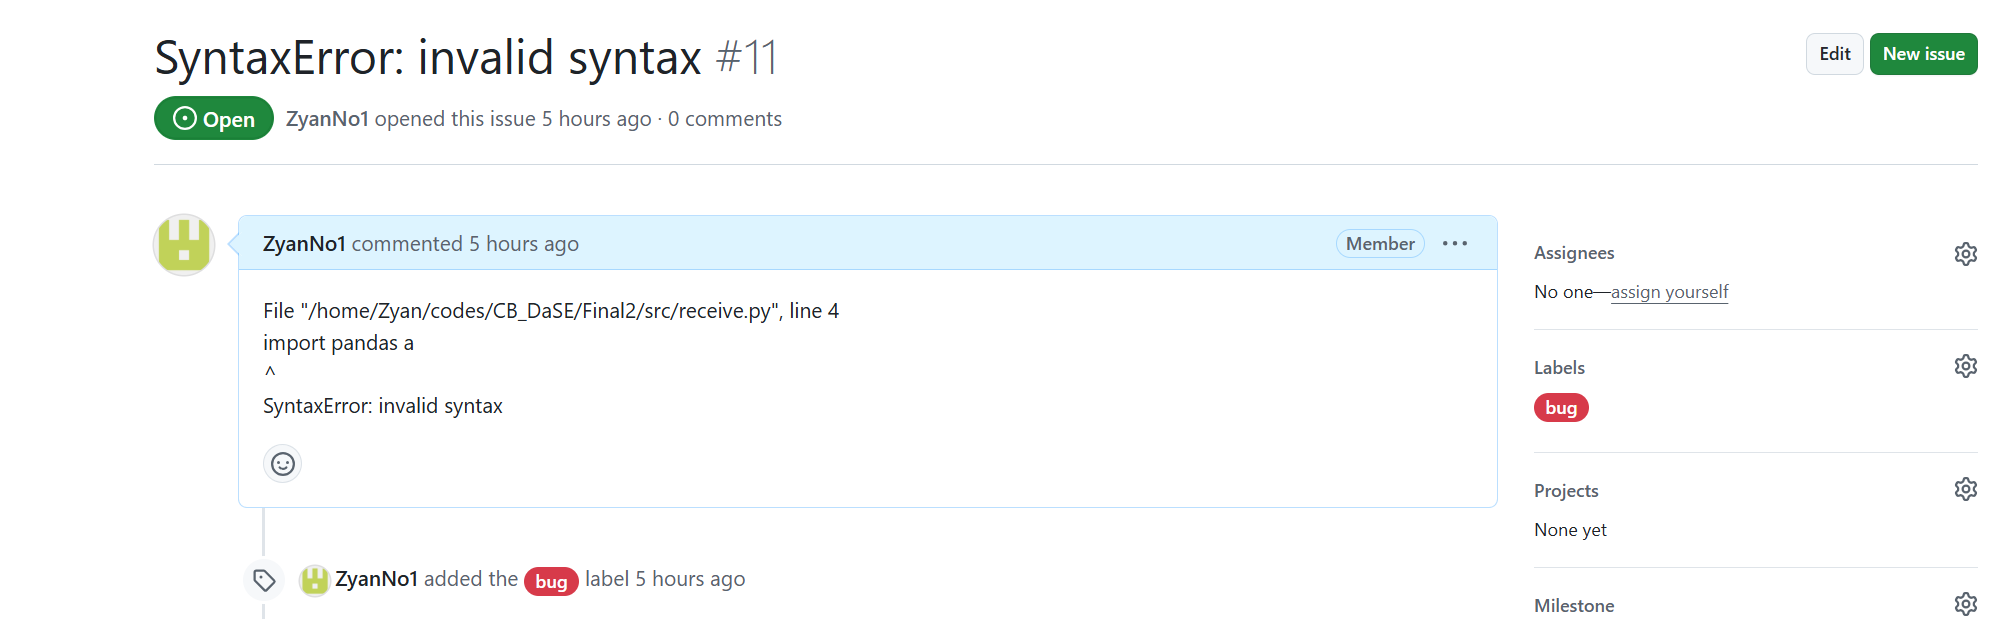 SyntaxError: invalid syntax #11
Edit
New issue
Open
ZyanNo1 opened this issue 5 hours ago · 0 comments
ZyanNo1 commented 5 hours ago
Member
File "/home/Zyan/codes/CB_DaSE/Final2/src/receive.py", line 4
import pandas a
^
SyntaxError: invalid syntax
ZyanNo1 added the bug label 5 hours ago
Assignees
No one—assign yourself
Labels
bug
Projects
None yet
Milestone